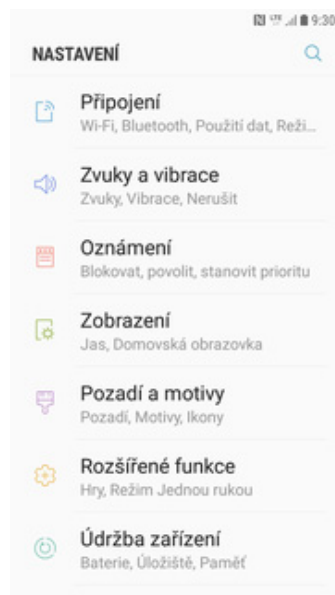 LTE 9:30
NASTAVENÍ
Připojení
Wi-Fi, Bluetooth, Použití dat, Reži...
Zvuky a vibrace
Zvuky, Vibrace, Nerušit
Oznámení
Blokovat, povolit, stanovit prioritu
Zobrazení
Jas, Domovská obrazovka
Pozadí a motivy
Pozadí, Motivy, Ikony
Rozšířené funkce
Hry, Režim Jednou rukou
Údržba zařízení
Baterie, Úložiště, Paměť